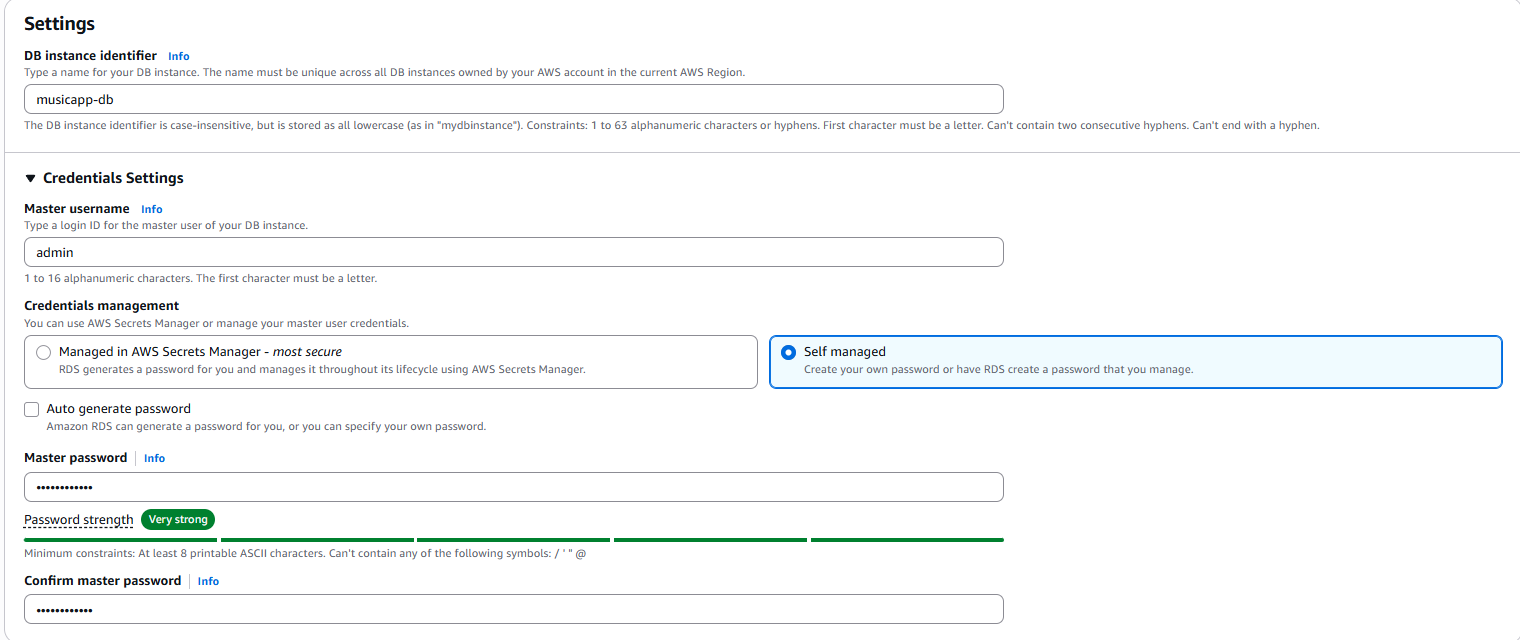 Settings
DB instance identifier Info
Type a name for your DB instance. The name must be unique across all DB instances owned by your AWS account in the current AWS Region.
musicapp-db
The DB instance identifier is case-insensitive, but is stored as all lowercase (as in "mydbinstance"). Constraints: 1 to 63 alphanumeric characters or hyphens. First character must be a letter. Can't contain two consecutive hyphens. Can't end with a hyphen.
Credentials Settings
Master username Info
Type a login ID for the master user of your DB instance.
admin
1 to 16 alphanumeric characters. The first character must be a letter.
Credentials management
You can use AWS Secrets Manager or manage your master user credentials.
Managed in AWS Secrets Manager - most secure
RDS generates a password for you and manages it throughout its lifecycle using AWS Secrets Manager.
Self managed
Create your own password or have RDS create a password that you manage.
Auto generate password
Amazon RDS can generate a password for you, or you can specify your own password.
Master password Info
••••••••••••
Password strength Very strong
Minimum constraints: At least 8 printable ASCII characters. Can't contain any of the following symbols: / ' " @
Confirm master password Info
••••••••••••